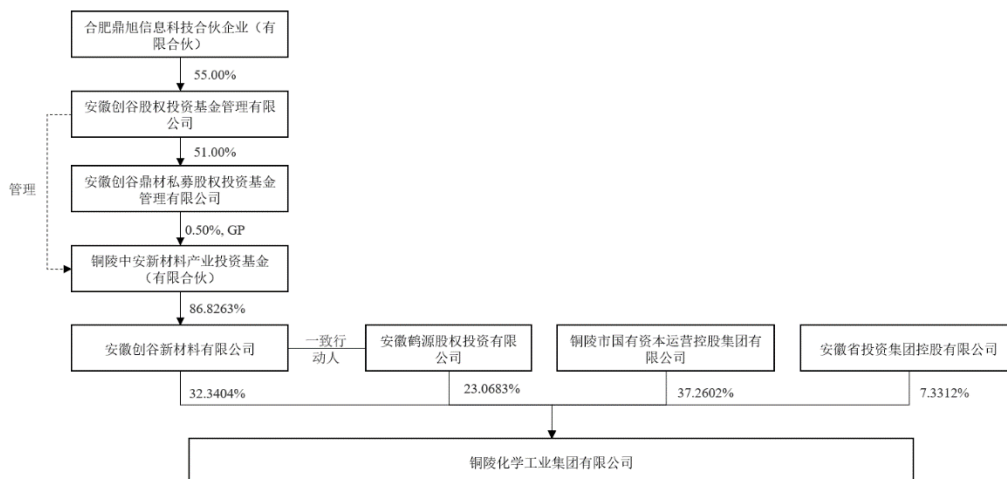 合肥鼎旭信息科技合伙企业（有
限合伙）
55.00%
安徽创谷股权投资基金管理有限
公司
51.00%
管理
安徽创谷鼎材私募股权投资基金
管理有限公司
0.50%, GP
铜陵中安新材料产业投资基金
（有限合伙）
86.8263%
安徽创谷新材料有限公司
一致行
动人
安徽鹤源股权投资有限
公司
铜陵市国有资本运营控股集团有
限公司
安徽省投资集团控股有限公司
32.3404%
23.0683%
37.2602%
7.3312%
铜陵化学工业集团有限公司